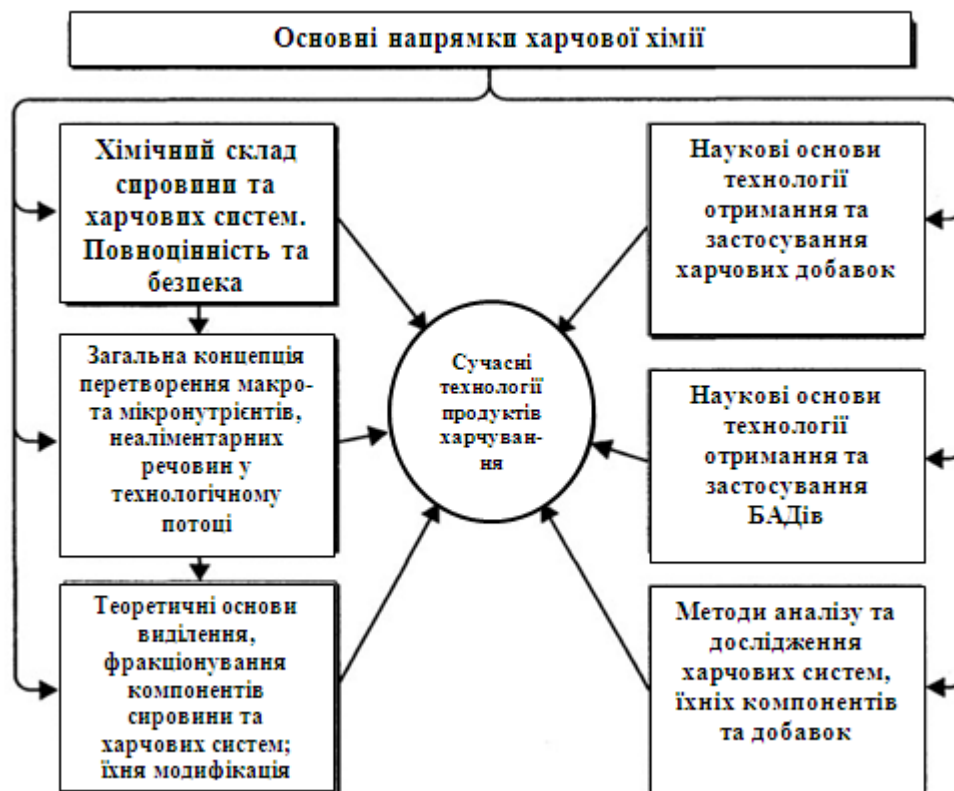 Основні напрямки харчової хімії
Хімічний склад
сировини та
харчових систем.
Повноцінність та
безпека
Загальна концепція
перетворення макро-
та мікронутрієнтів,
неаліментарних
речовин у
технологічному
потоці
Теоретичні основи
виділення,
фракціонування
компонентів
сировини та
харчових систем;
їхня модифікація
Сучасні
технології
продуктів
харчуван-
ня
Наукові основи
технології
отримання та
застосування
харчових добавок
Наукові основи
технології
отримання та
застосування
БАДів
Методи аналізу та
дослідження
харчових систем,
їхніх компонентів
та добавок